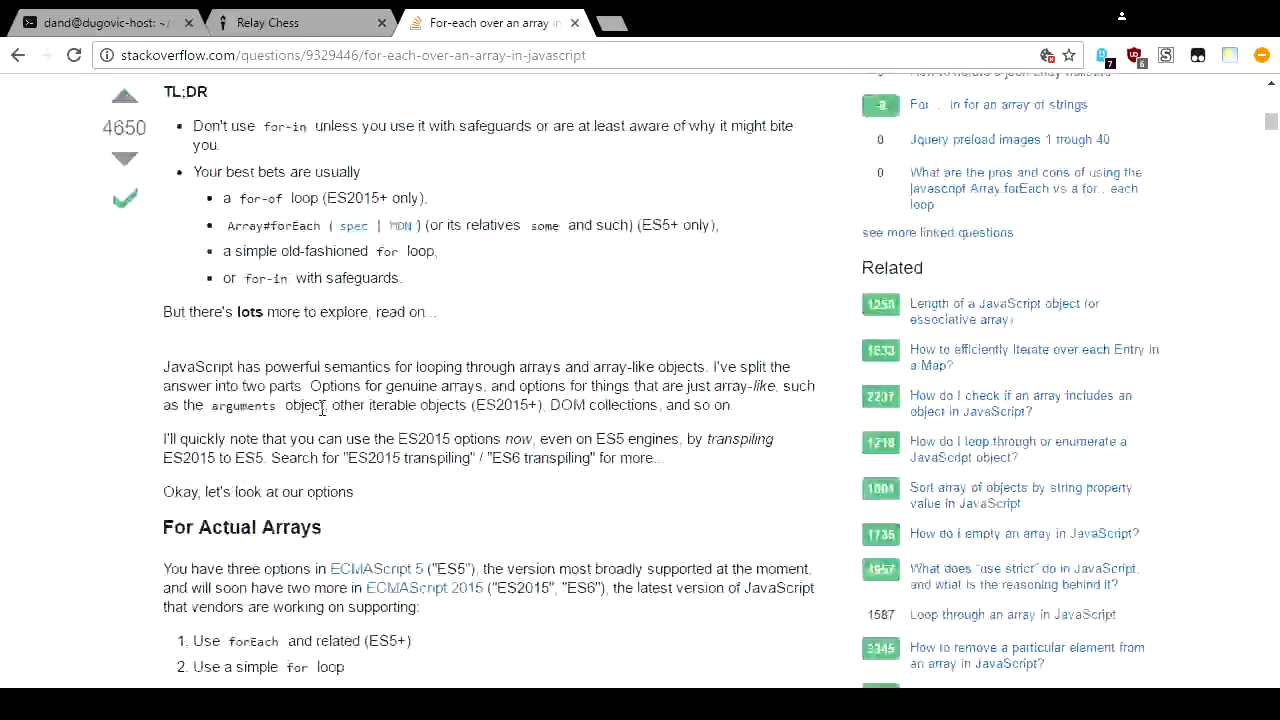 dand@dugovic-host: ~/
Relay Chess
For-each over an array in
stackoverflow.com/questions/9329446/for-each-over-an-array-in-javascript
7
6
TL;DR
4650
Don't use for-in unless you use it with safeguards or are at least aware of why it might bite
you.
Your best bets are usually
a for-of loop (ES2015+ only),
Array#forEach ( spec | MDN ) (or its relatives some and such) (ES5+ only),
a simple old-fashioned for loop,
or for-in with safeguards.
But there's lots more to explore, read on...
JavaScript has powerful semantics for looping through arrays and array-like objects. I've split the
answer into two parts: Options for genuine arrays, and options for things that are just array-like, such
as the arguments object, other iterable objects (ES2015+), DOM collections, and so on.
I'll quickly note that you can use the ES2015 options now, even on ES5 engines, by transpiling
ES2015 to ES5. Search for "ES2015 transpiling" / "ES6 transpiling" for more...
Okay, let's look at our options
For Actual Arrays
You have three options in ECMAScript 5 ("ES5"), the version most broadly supported at the moment,
and will soon have two more in ECMAScript 2015 ("ES2015", "ES6"), the latest version of JavaScript
that vendors are working on supporting:
1. Use forEach and related (ES5+)
2. Use a simple for loop
For ... in for an array of strings
0 Jquery preload images 1 trough 40
0 What are the pros and cons of using the
Javascript Array.forEach vs a for.. each
loop
see more linked questions
Related
1250 Length of a JavaScript object (or
associative array)
How to efficiently iterate over each Entry in
a Map?
2207 How do I check if an array includes an
object in JavaScript?
1218 How do I loop through or enumerate a
JavaScript object?
Sort array of objects by string property
value in JavaScript
1735 How do I empty an array in JavaScript?
What does "use strict" do in JavaScript,
and what is the reasoning behind it?
1587 Loop through an array in JavaScript
How to remove a particular element from
an array in JavaScript?